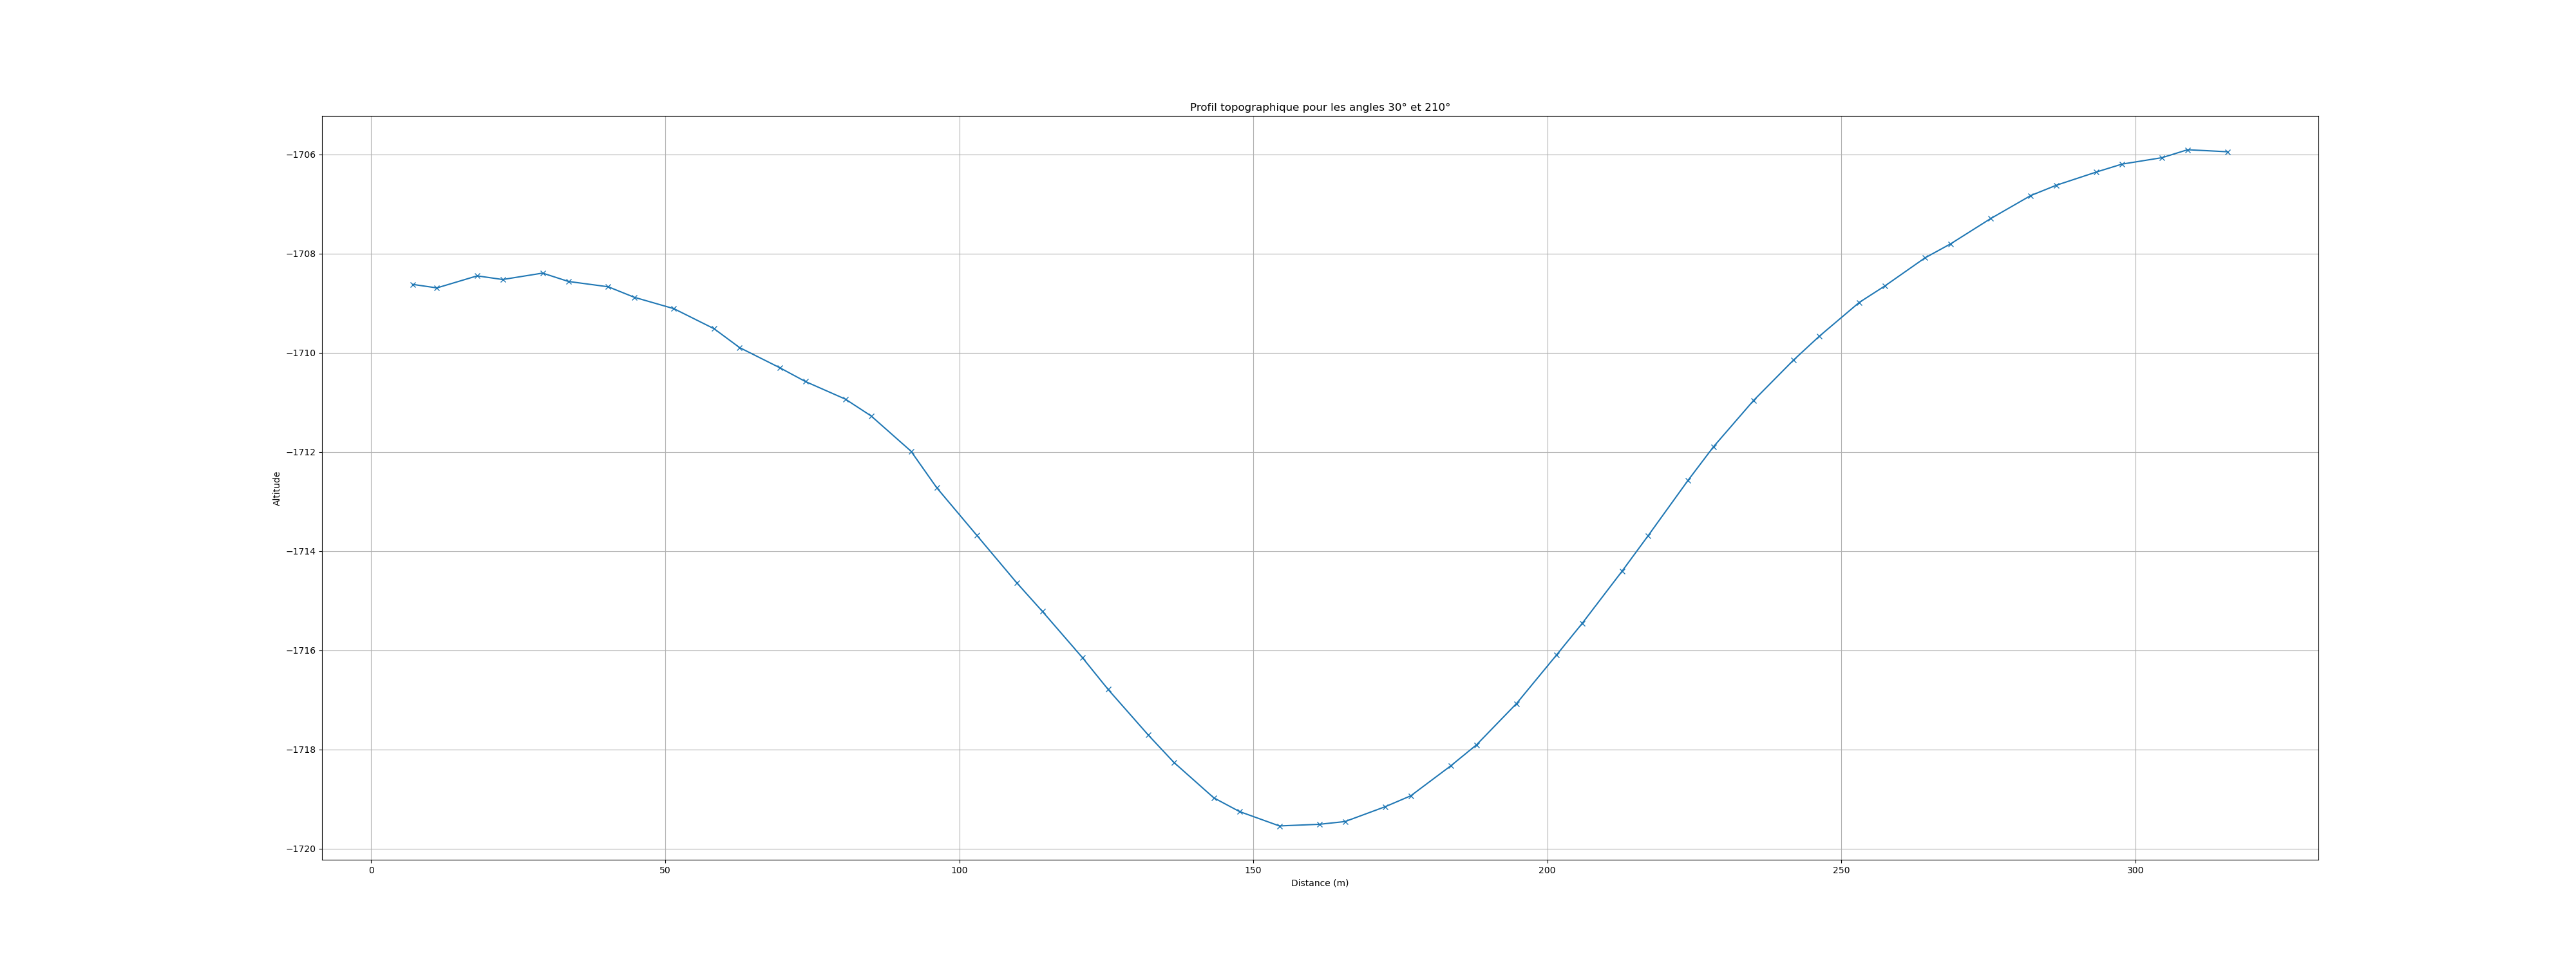 Profil topographique pour les angles 30° et 210°
−1706
−1708
−1710
−1712
−1714
−1716
−1718
−1720
Altitude
0 50 100 150 200 250 300
Distance (m)